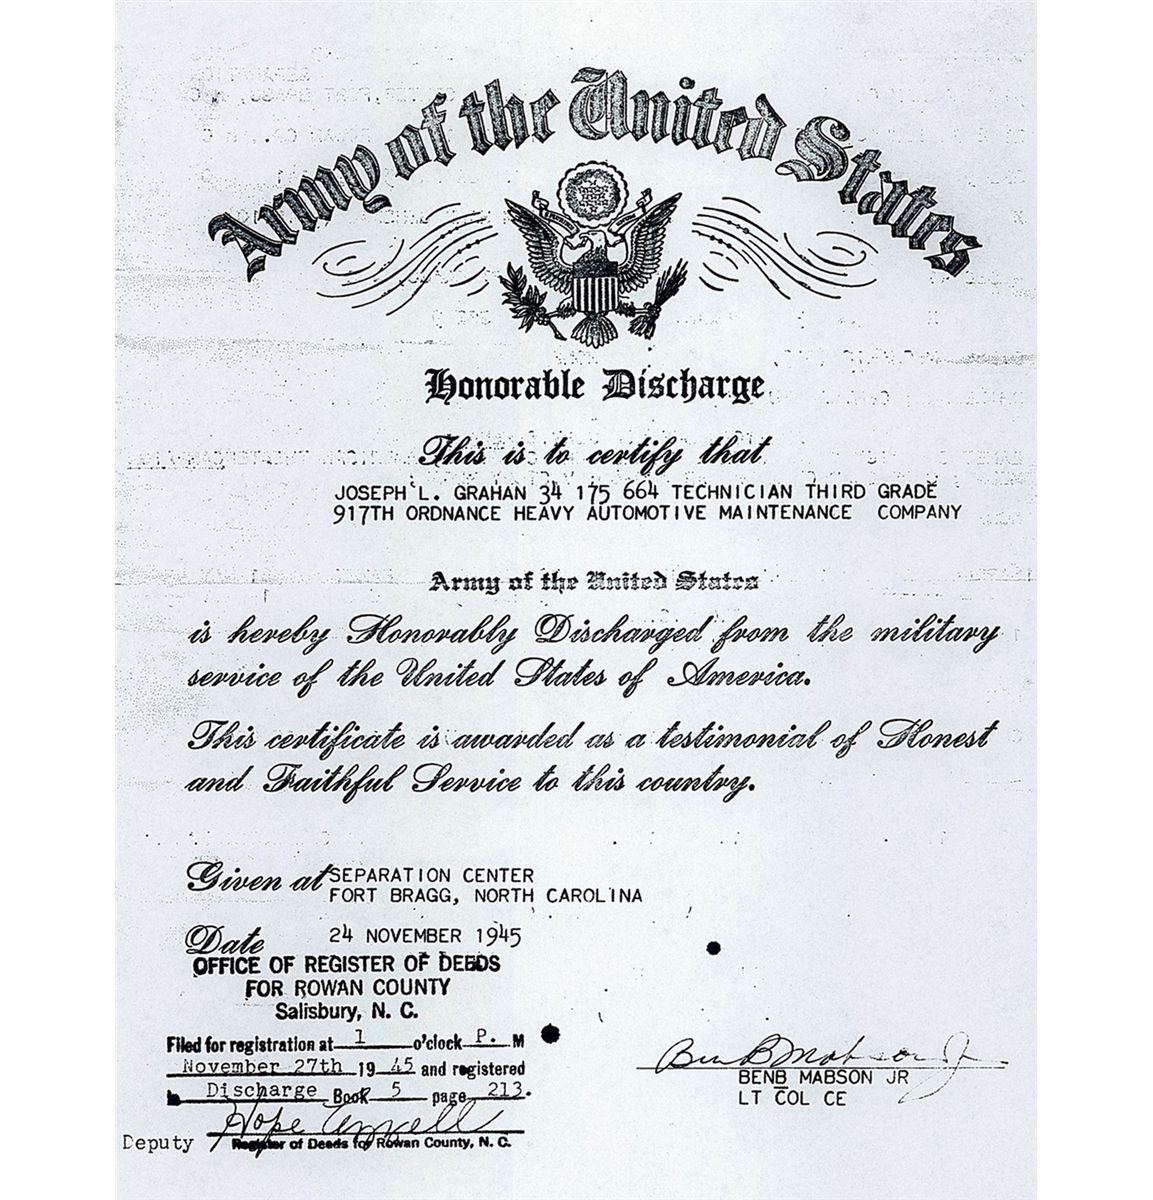 Army of the United States
Honorable Discharge
This is to certify that
JOSEPH L. GRAHAN 34 175 664 TECHNICIAN THIRD GRADE
917TH ORDNANCE HEAVY AUTOMOTIVE MAINTENANCE COMPANY
Army of the United States
is hereby Honorably Discharged from the military
service of the United States of America.
This certificate is awarded as a testimonial of Honest
and Faithful Service to this country.
Given at SEPARATION CENTER
FORT BRAGG, NORTH CAROLINA
Date 24 NOVEMBER 1945
OFFICE OF REGISTER OF DEEDS
FOR ROWAN COUNTY
Salisbury, N. C.
Filed for registration at 1 o'clock P. M
November 27th 19 45 and registered
in Discharge Book 5 page 213.
Hope
Deputy Register of Deeds for Rowan County, N. C.
Ben B Mabson Jr
BENB MABSON JR
LT COL CE